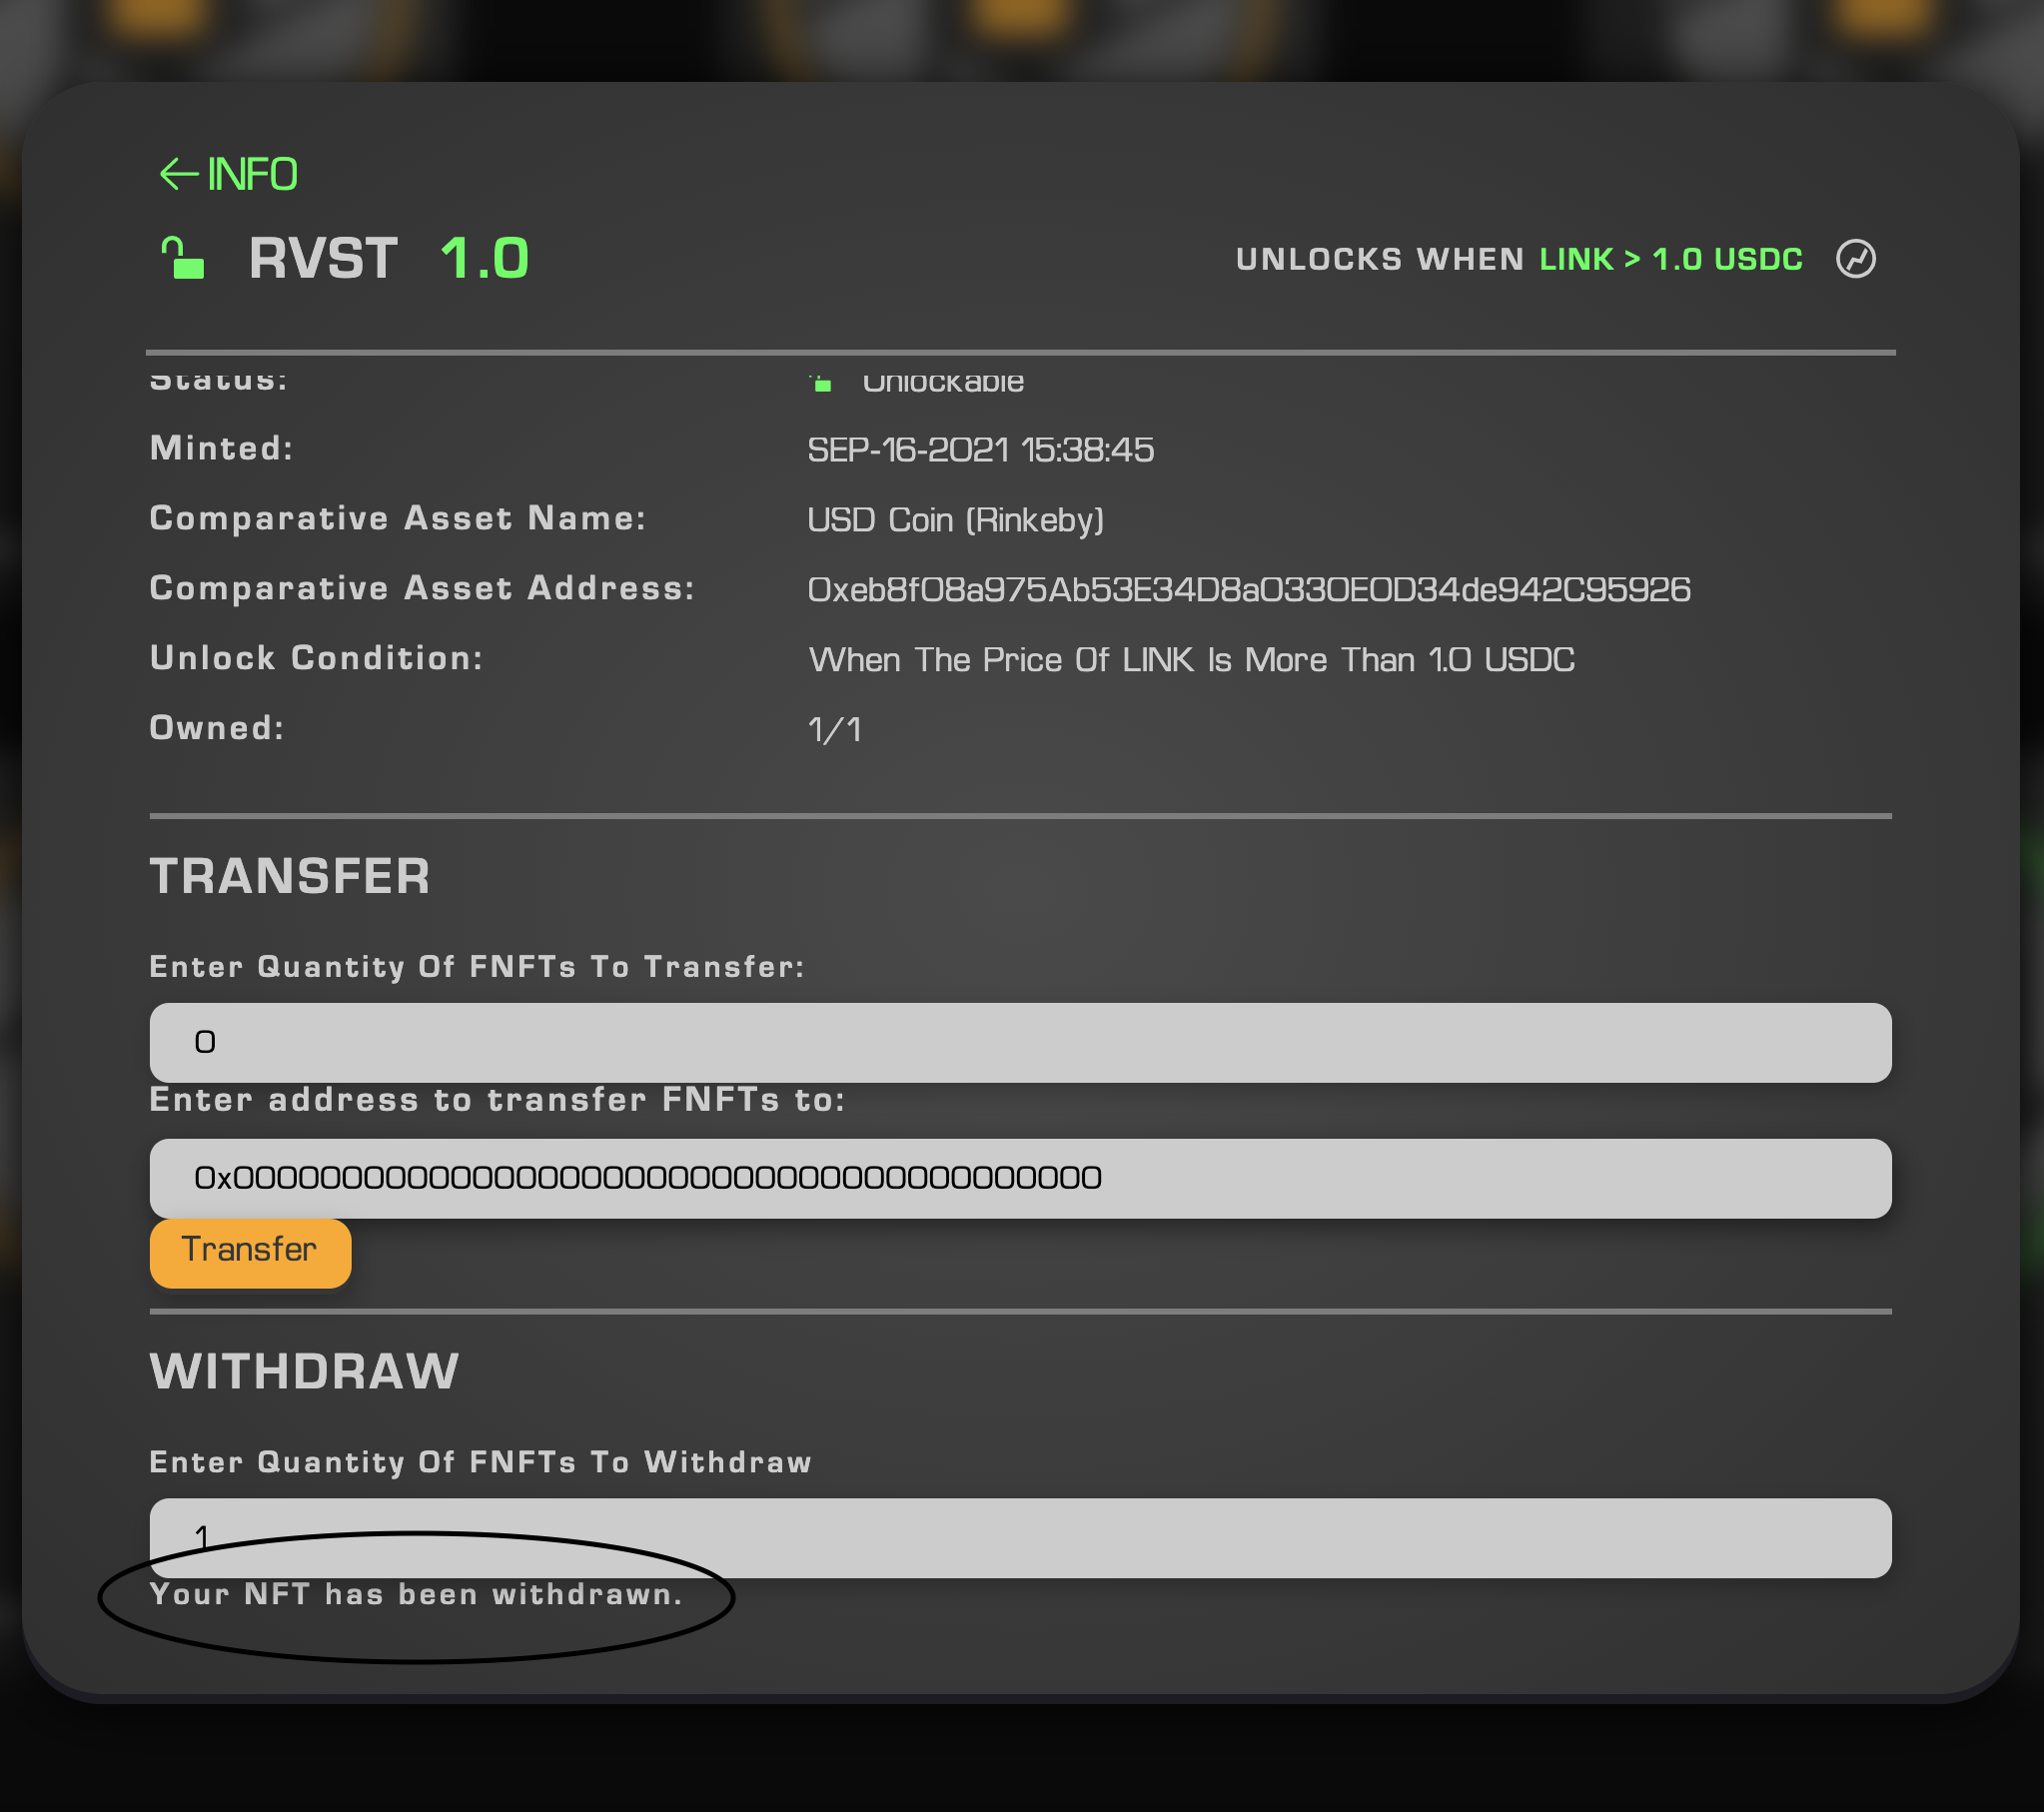 INFO
RVST 1.0 UNLOCKS WHEN LINK > 1.0 USDC
Status: Unlockable
Minted: SEP-16-2021 15:38:45
Comparative Asset Name: USD Coin (Rinkeby)
Comparative Asset Address: 0xeb8f08a975Ab53E34D8a0330E0D34de942C95926
Unlock Condition: When The Price Of LINK Is More Than 1.0 USDC
Owned: 1/1
TRANSFER
Enter Quantity Of FNFTs To Transfer:
0
Enter address to transfer FNFTs to:
0x0000000000000000000000000000000000000000
Transfer
WITHDRAW
Enter Quantity Of FNFTs To Withdraw
1
Your NFT has been withdrawn.